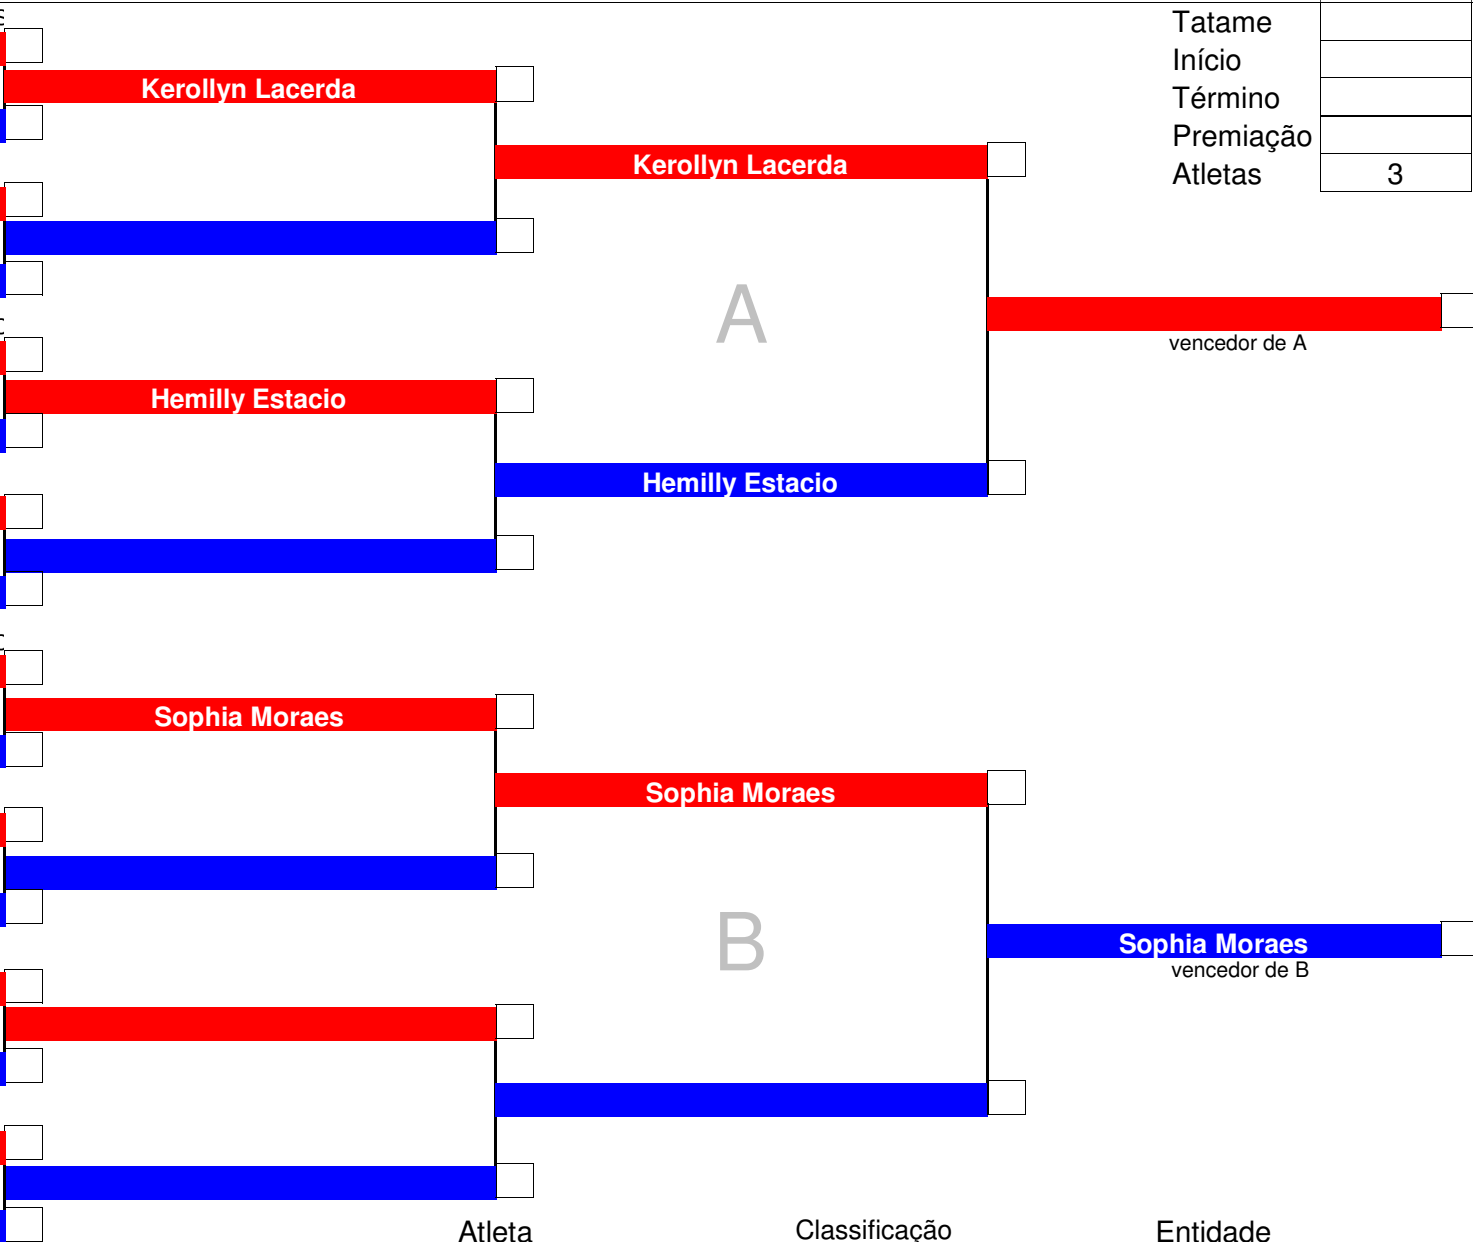 Tatame
Início
Término
Premiação
Atletas 3
Kerollyn Lacerda
Kerollyn Lacerda
A
vencedor de A
Hemilly Estacio
Hemilly Estacio
Sophia Moraes
Sophia Moraes
B
Sophia Moraes
vencedor de B
Atleta Classificação Entidade